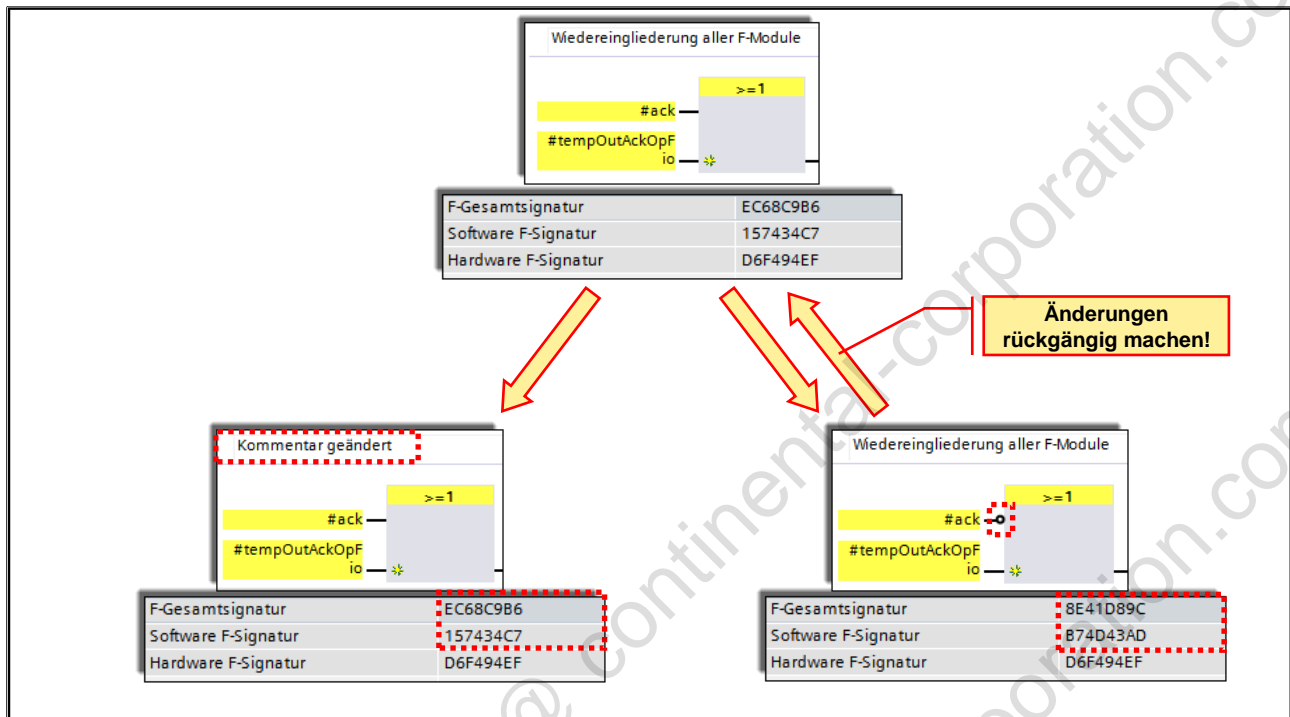 Wiedereingliederung aller F-Module
>=1
#ack
#tempOutAckOpF
io
F-Gesamtsignatur EC68C9B6
Software F-Signatur 157434C7
Hardware F-Signatur D6F494EF
Änderungen
rückgängig machen!
Kommentar geändert
>=1
#ack
#tempOutAckOpF
io
F-Gesamtsignatur EC68C9B6
Software F-Signatur 157434C7
Hardware F-Signatur D6F494EF
Wiedereingliederung aller F-Module
>=1
#ack
#tempOutAckOpF
io
F-Gesamtsignatur 8E41D89C
Software F-Signatur B74D43AD
Hardware F-Signatur D6F494EF
@ continental-corporation.co
poration.com